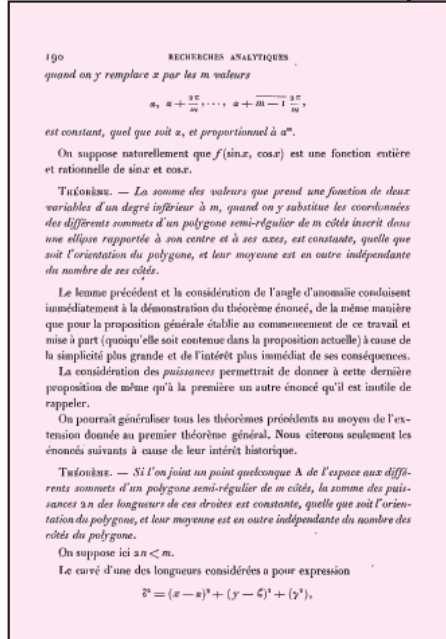 190 RECHERCHES ANALYTIQUES
quand on y remplace x par les m valeurs
α, α + 2π/m, ···, α + m − 1 2π/m,
est constant, quel que soit α, et proportionnel à aᵐ.
On suppose naturellement que f(sin x, cos x) est une fonction entière
et rationnelle de sin x et cos x.
THÉORÈME. — La somme des valeurs que prend une fonction de deux
variables d'un degré inférieur à m, quand on y substitue les coordonnées
des différents sommets d'un polygone semi-régulier de m côtés inscrit dans
une ellipse rapportée à son centre et à ses axes, est constante, quelle que
soit l'orientation du polygone, et leur moyenne est en outre indépendante
du nombre de ses côtés.
Le lemme précédent et la considération de l'angle d'anomalie conduisent
immédiatement à la démonstration du théorème énoncé, de la même manière
que pour la proposition générale établie au commencement de ce travail et
mise à part (quoiqu'elle soit contenue dans la proposition actuelle) à cause de
la simplicité plus grande et de l'intérêt plus immédiat de ses conséquences.
La considération des puissances permettrait de donner à cette dernière
proposition de même qu'à la première un autre énoncé qu'il est inutile de
rappeler.
On pourrait généraliser tous les théorèmes précédents au moyen de l'ex-
tension donnée au premier théorème général. Nous citerons seulement les
énoncés suivants à cause de leur intérêt historique.
THÉORÈME. — Si l'on joint un point quelconque A de l'espace aux diffé-
rents sommets d'un polygone semi-régulier de m côtés, la somme des puis-
sances 2n des longueurs de ces droites est constante, quelle que soit l'orien-
tation du polygone, et leur moyenne est en outre indépendante du nombre des
côtés du polygone.
On suppose ici 2n < m.
Le carré d'une des longueurs considérées a pour expression
δ² = (x − α)² + (y − ζ)² + (γ²),